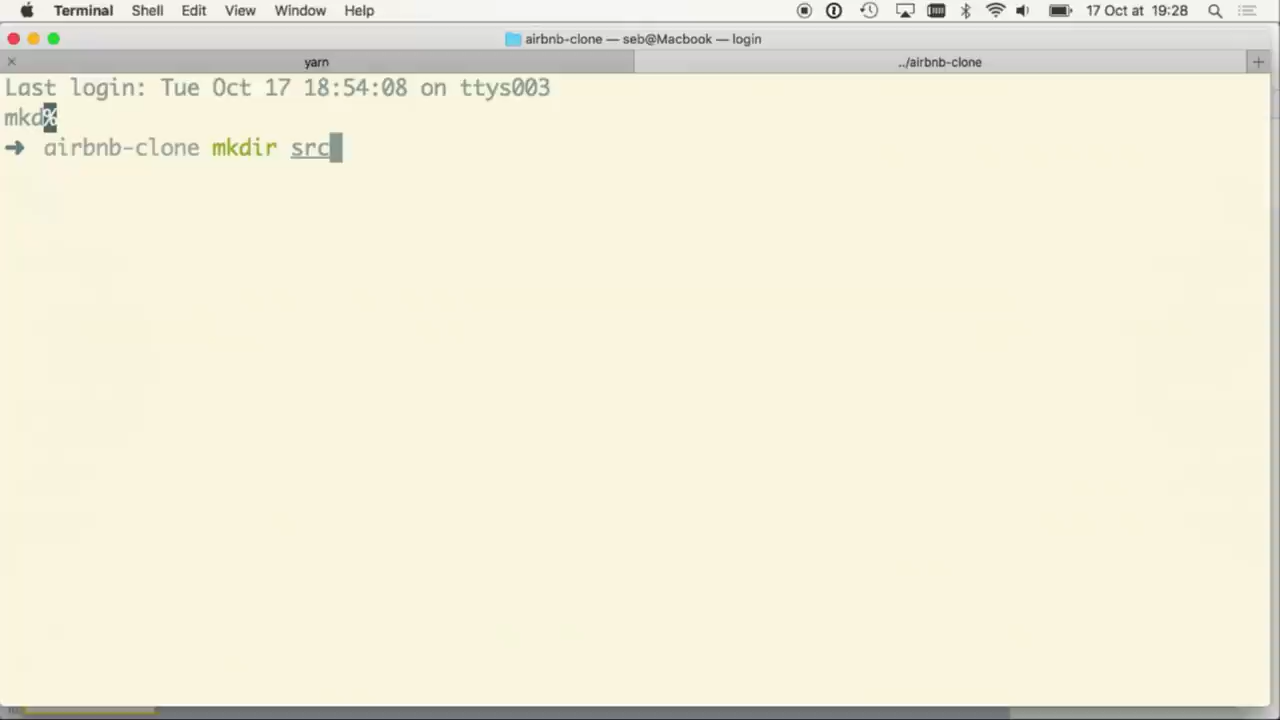 Terminal Shell Edit View Window Help 17 Oct at 19:28
airbnb-clone — seb@Macbook — login
yarn ../airbnb-clone
Last login: Tue Oct 17 18:54:08 on ttys003
mkd%
➜ airbnb-clone mkdir src